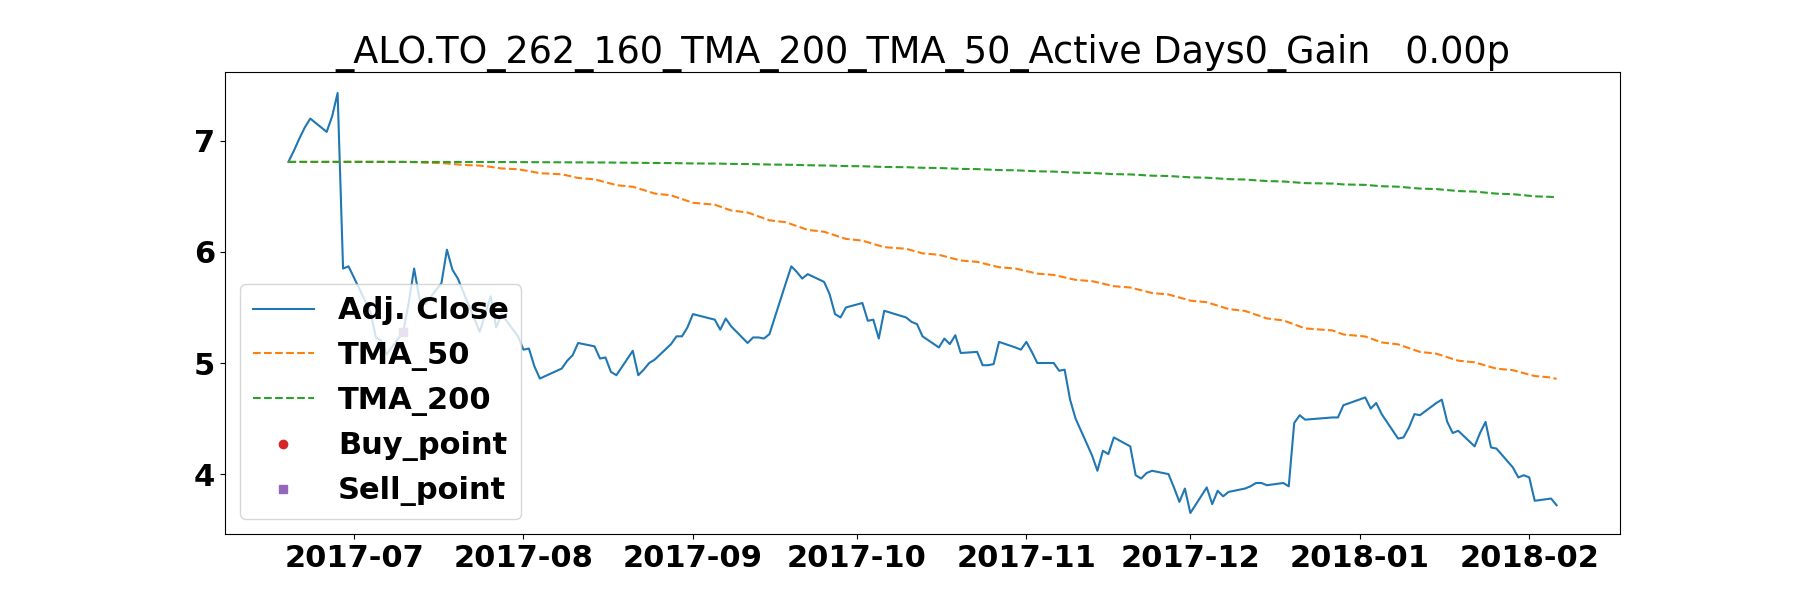 _ALO.TO_262_160_TMA_200_TMA_50_Active Days0_Gain   0.00p
7
6
5
4
Adj. Close
TMA_50
TMA_200
Buy_point
Sell_point
2017-07 2017-08 2017-09 2017-10 2017-11 2017-12 2018-01 2018-02